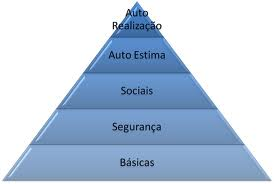 Auto
Realização
Auto Estima
Sociais
Segurança
Básicas